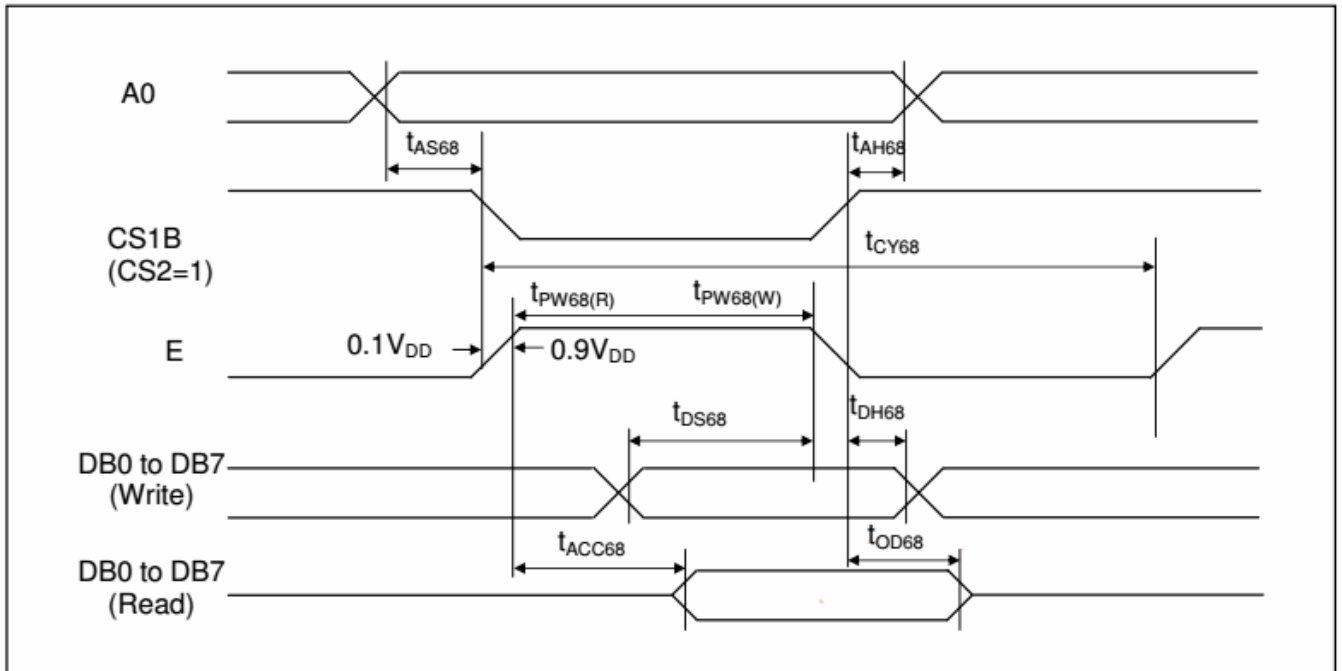 A0
tAS68
tAH68
CS1B
(CS2=1)
tCY68
tPW68(R)
tPW68(W)
E
0.1VDD
0.9VDD
tDS68
tDH68
DB0 to DB7
(Write)
tACC68
tOD68
DB0 to DB7
(Read)